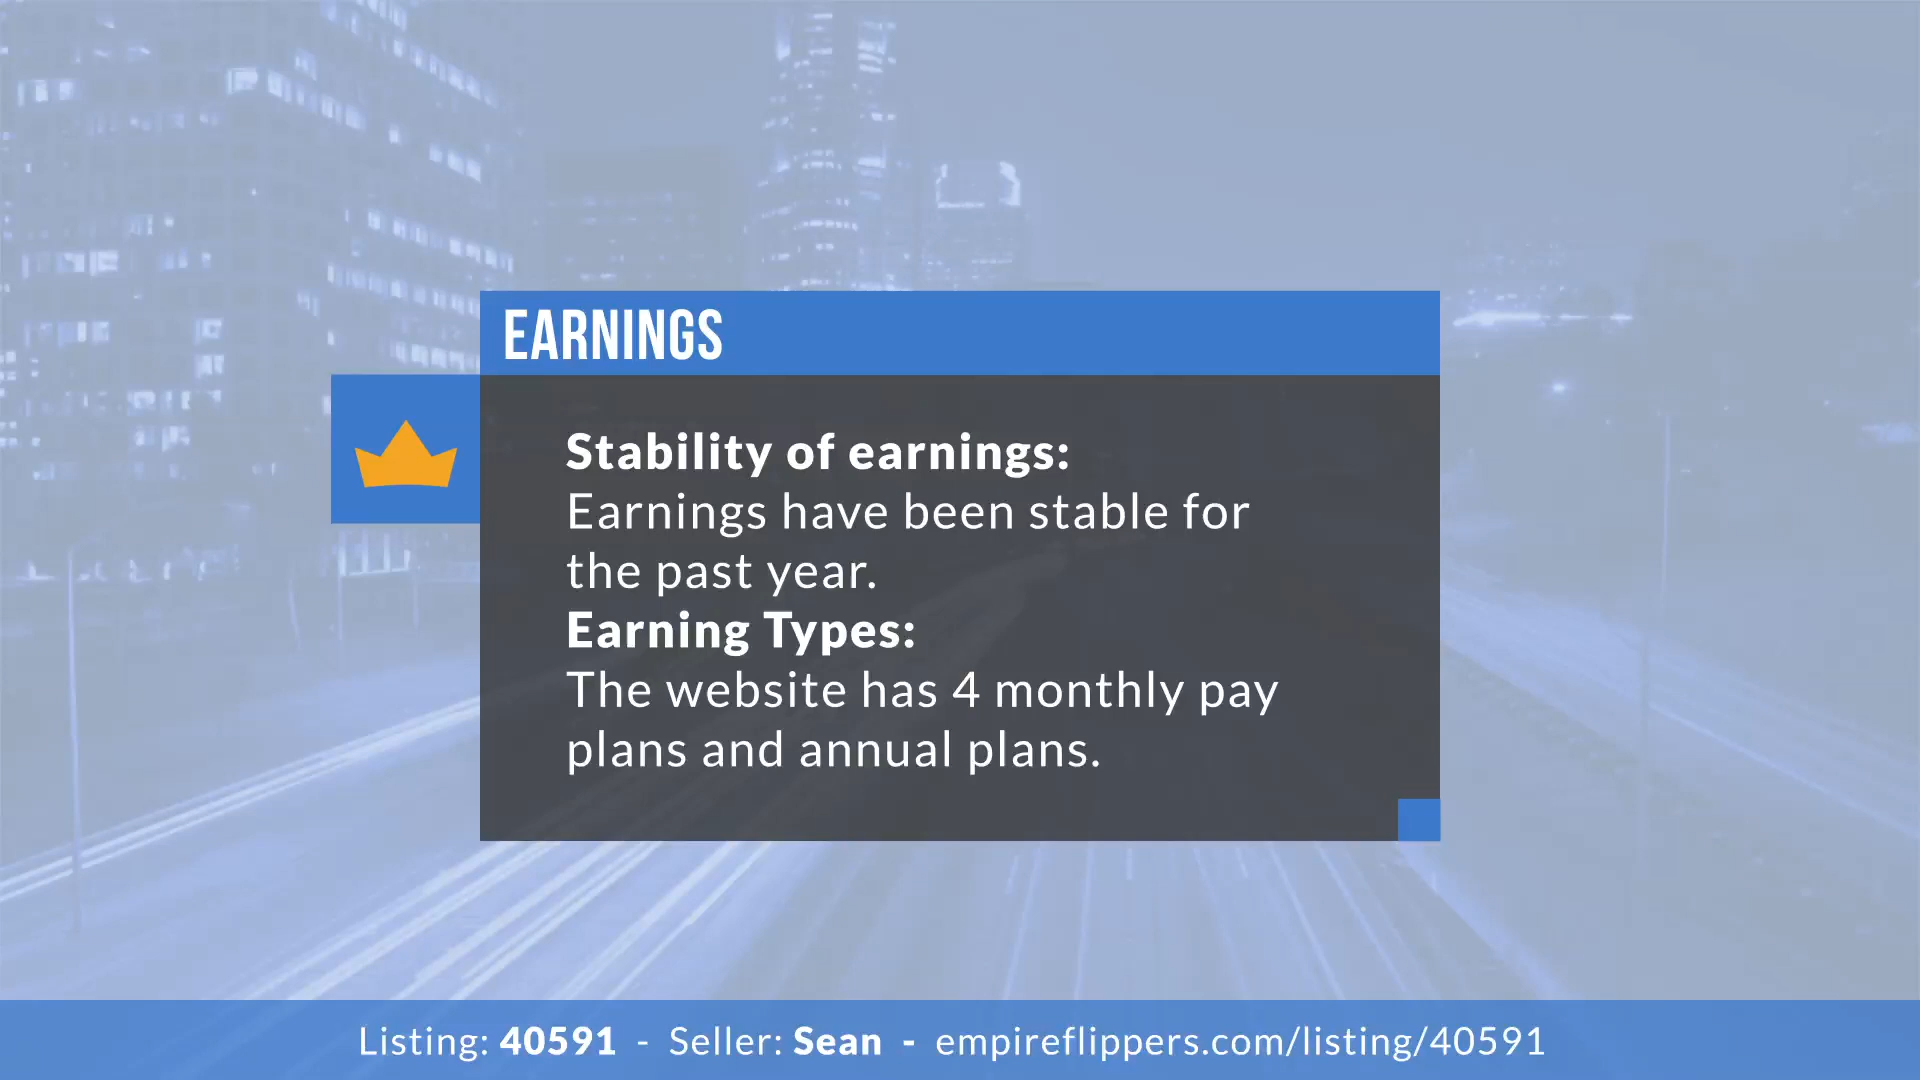 EARNINGS
Stability of earnings:
Earnings have been stable for
the past year.
Earning Types:
The website has 4 monthly pay
plans and annual plans.
Listing: 40591 - Seller: Sean - empireflippers.com/listing/40591